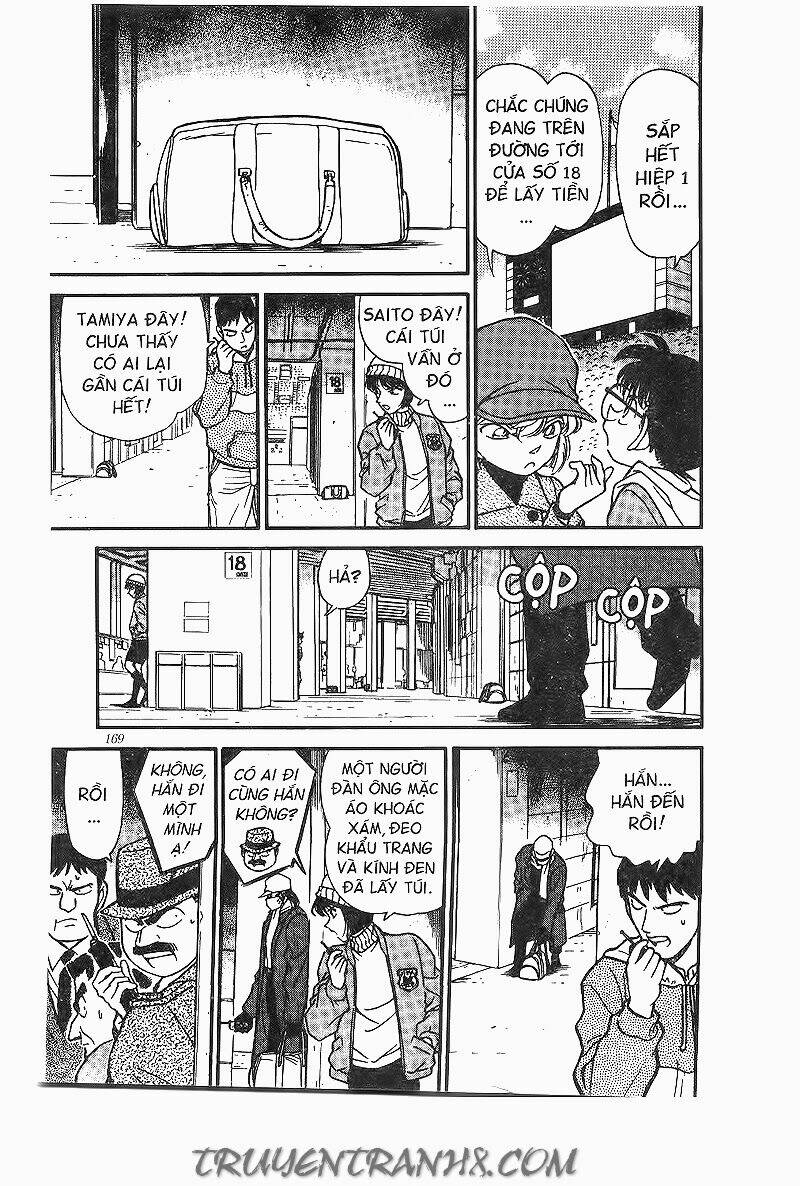 SẮP
HẾT
HIỆP 1
RỒI...
CHẮC CHÚNG
ĐANG TRÊN
ĐƯỜNG TỚI
CỬA SỐ 18
ĐỂ LẤY TIỀN
...
SAITO ĐÂY!
CÁI TÚI
VẪN Ở
ĐÓ
...
18
TAMIYA ĐÂY!
CHƯA THẤY
CÓ AI LẠI
GẦN CÁI TÚI
HẾT!
CỘP
CỘP
HẢ?
18
169
HẮN...
HẮN ĐẾN
RỒI!
MỘT NGƯỜI
ĐÀN ÔNG MẶC
ÁO KHOÁC
XÁM, ĐEO
KHẨU TRANG
VÀ KÍNH ĐEN
ĐÃ LẤY TÚI.
CÓ AI ĐI
CÙNG HẮN
KHÔNG?
KHÔNG,
HẮN ĐI
MỘT
MÌNH
Ạ!
RỒI
...
TRUYENTRANH8.COM